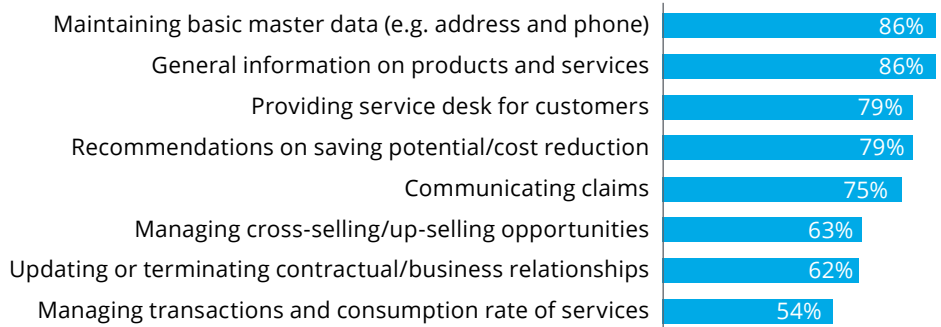 Maintaining basic master data (e.g. address and phone) 86%
General information on products and services 86%
Providing service desk for customers 79%
Recommendations on saving potential/cost reduction 79%
Communicating claims 75%
Managing cross-selling/up-selling opportunities 63%
Updating or terminating contractual/business relationships 62%
Managing transactions and consumption rate of services 54%